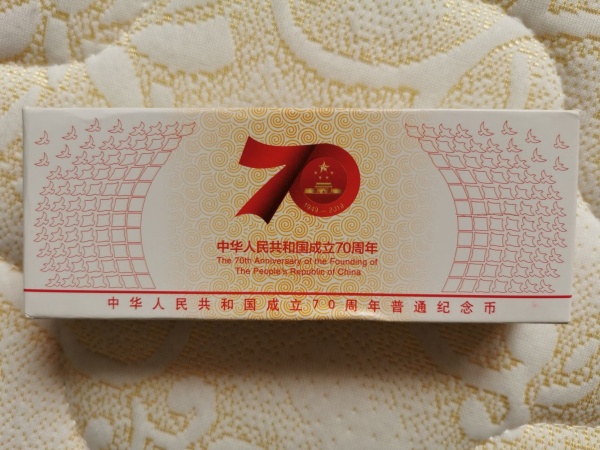 70
1949-2019
中华人民共和国成立70周年
The 70th Anniversary of the Founding of
The People's Republic of China
中华人民共和国成立70周年普通纪念币